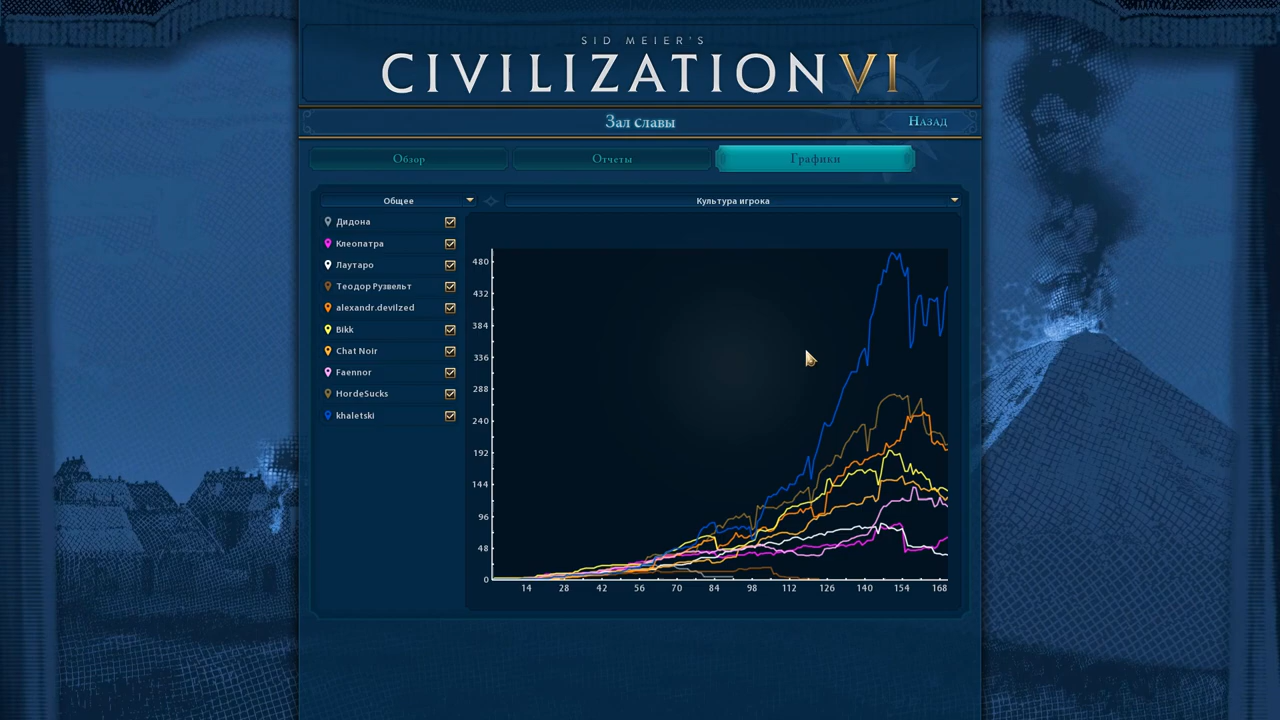 SID MEIER'S
CIVILIZATION VI
Зал славы
Назад
Обзор
Отчеты
Графики
Общее
Культура игрока
Дидона
Клеопатра
Лаутаро
Теодор Рузвельт
alexandr.devilzed
Bikk
Chat Noir
Faennor
HordeSucks
khaletski
480
432
384
336
288
240
192
144
96
48
0
14 28 42 56 70 84 98 112 126 140 154 168